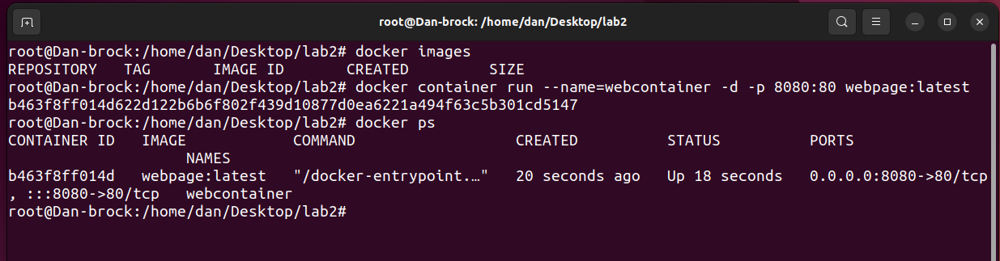 root@Dan-brock: /home/dan/Desktop/lab2
root@Dan-brock:/home/dan/Desktop/lab2# docker images
REPOSITORY   TAG       IMAGE ID       CREATED         SIZE
root@Dan-brock:/home/dan/Desktop/lab2# docker container run --name=webcontainer -d -p 8080:80 webpage:latest
b463f8ff014d622d122b6b6f802f439d10877d0ea6221a494f63c5b301cd5147
root@Dan-brock:/home/dan/Desktop/lab2# docker ps
CONTAINER ID   IMAGE            COMMAND                  CREATED          STATUS          PORTS
                    NAMES
b463f8ff014d   webpage:latest   "/docker-entrypoint.…"   20 seconds ago   Up 18 seconds   0.0.0.0:8080->80/tcp
, :::8080->80/tcp   webcontainer
root@Dan-brock:/home/dan/Desktop/lab2#